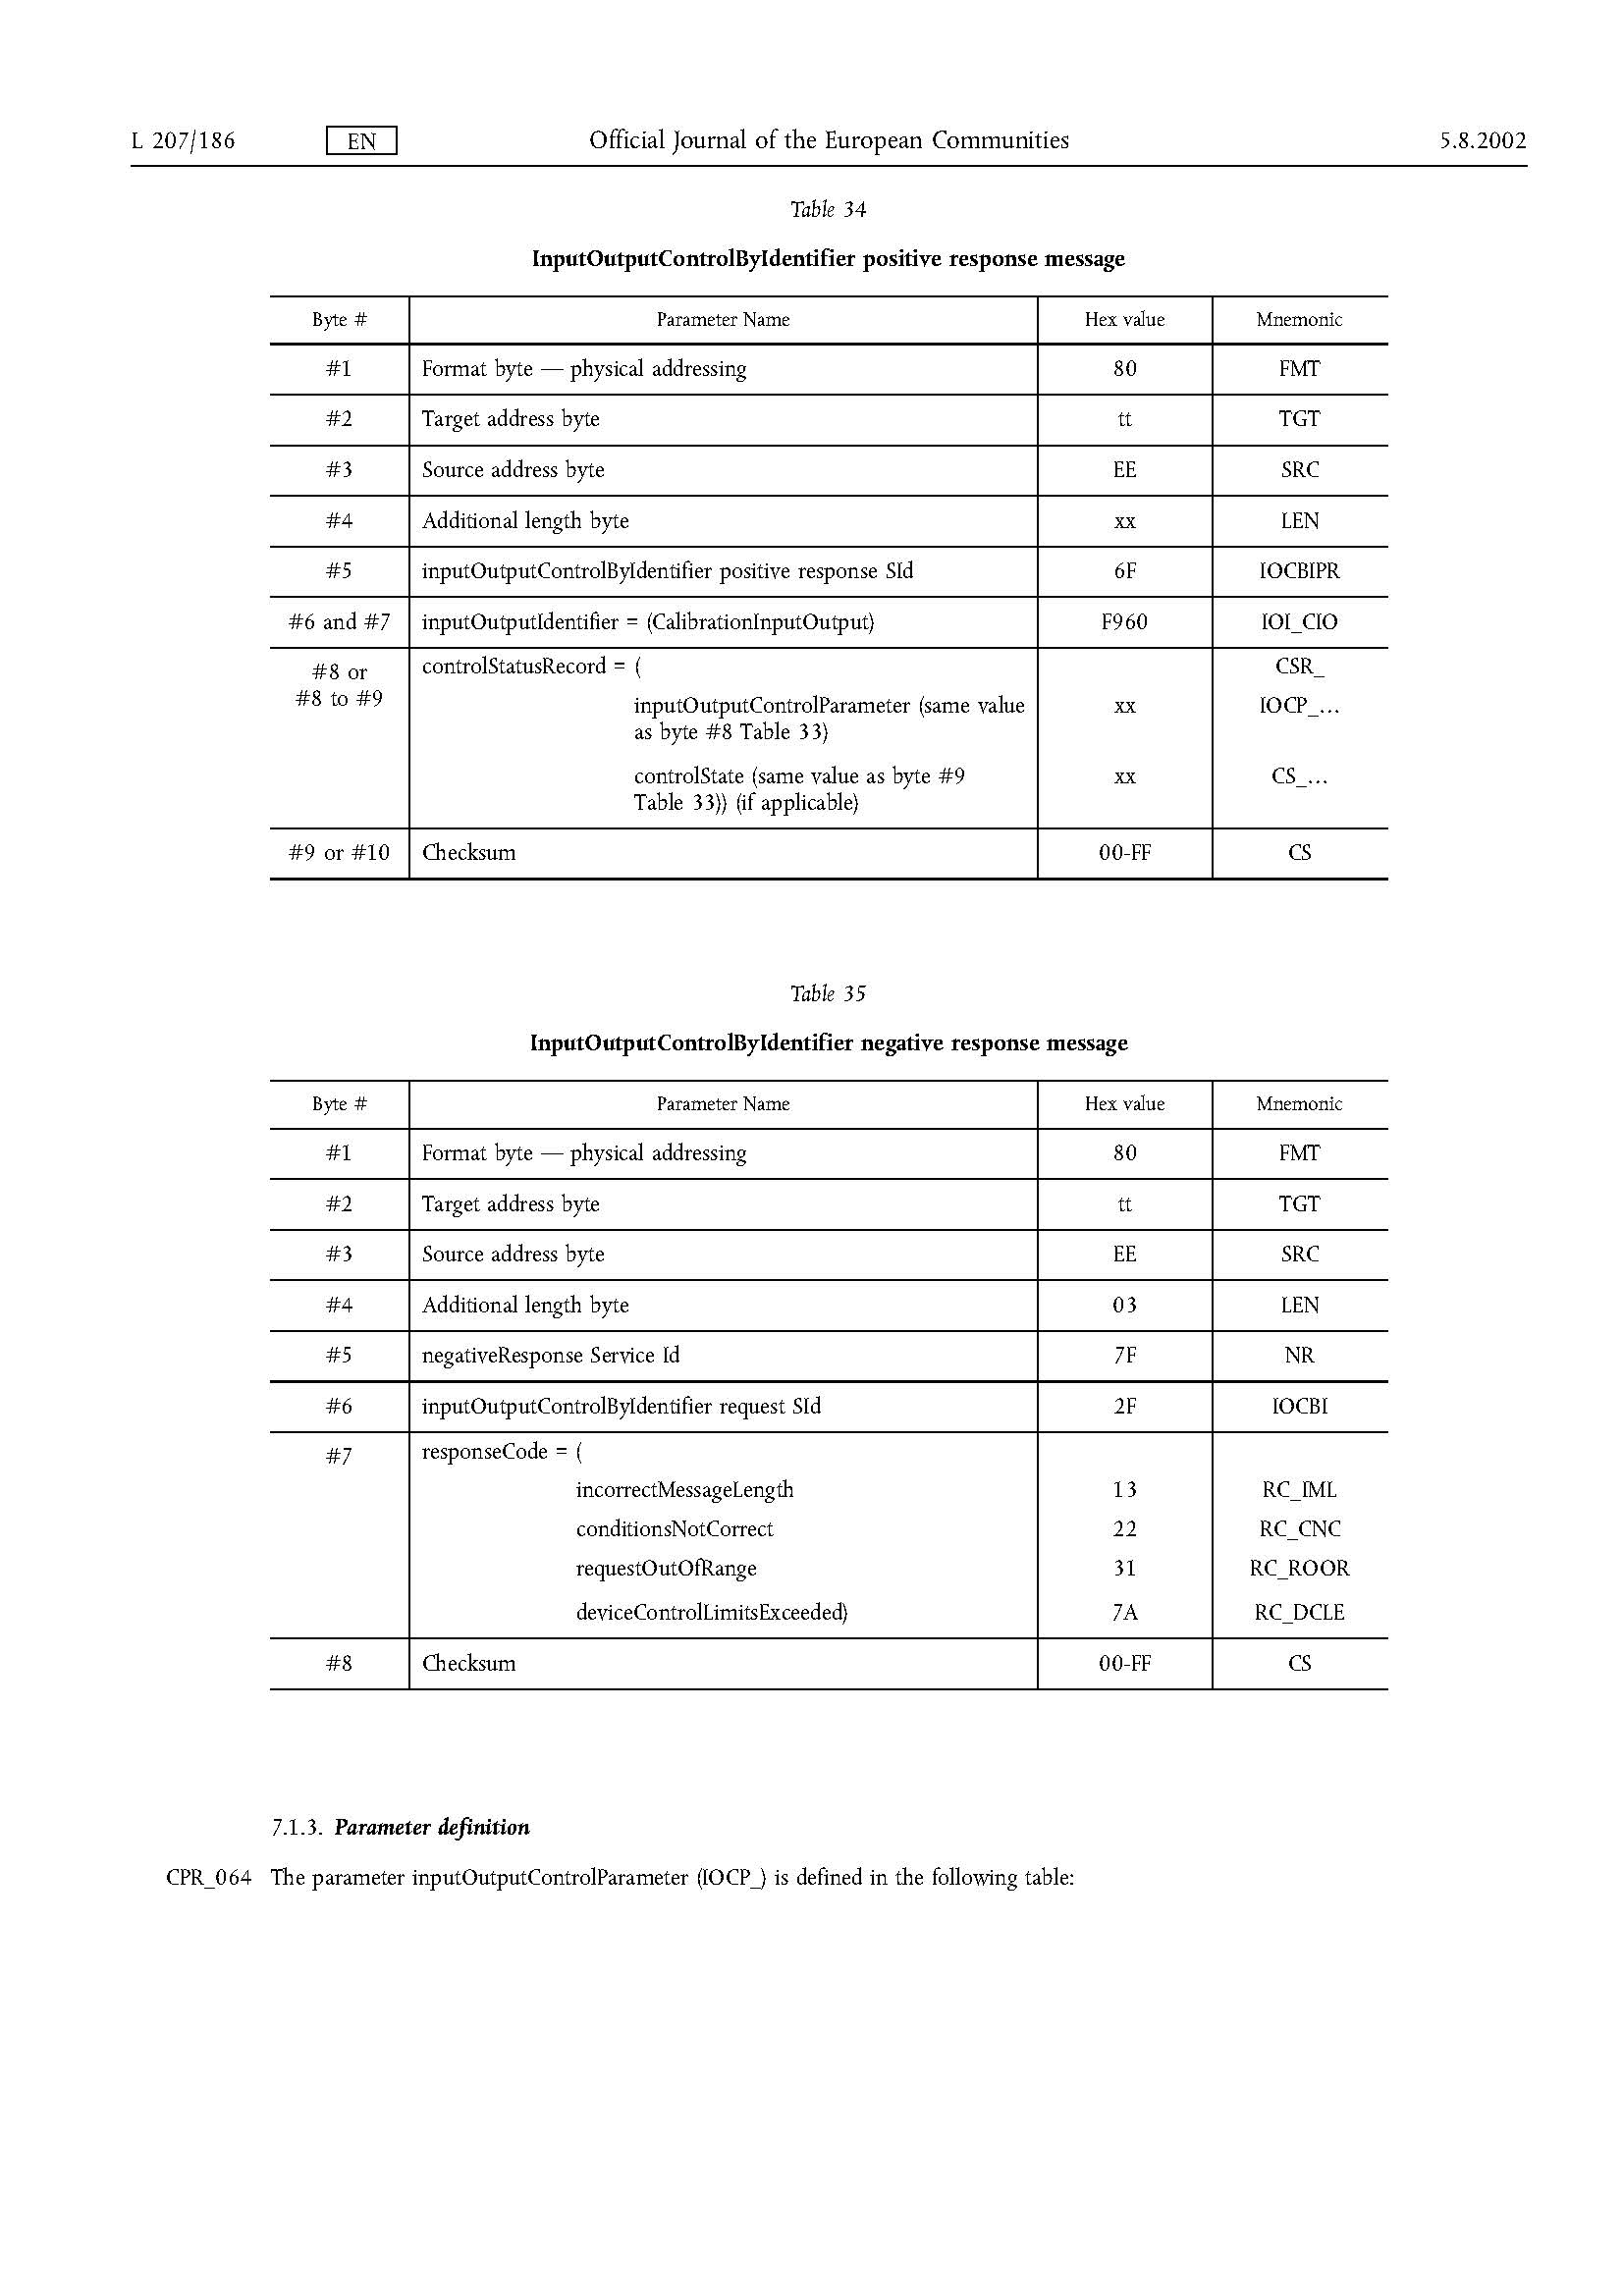 L 207/186 EN Official Journal of the European Communities 5.8.2002
Table 34
InputOutputControlByIdentifier positive response message
Byte # Parameter Name Hex value Mnemonic
#1 Format byte — physical addressing 80 FMT
#2 Target address byte tt TGT
#3 Source address byte EE SRC
#4 Additional length byte xx LEN
#5 inputOutputControlByIdentifier positive response SId 6F IOCBIPR
#6 and #7 inputOutputIdentifier = (CalibrationInputOutput) F960 IOI_CIO
#8 or controlStatusRecord = ( CSR_
#8 to #9 inputOutputControlParameter (same value xx IOCP_…
as byte #8 Table 33)
controlState (same value as byte #9 xx CS_…
Table 33)) (if applicable)
#9 or #10 Checksum 00-FF CS
Table 35
InputOutputControlByIdentifier negative response message
Byte # Parameter Name Hex value Mnemonic
#1 Format byte — physical addressing 80 FMT
#2 Target address byte tt TGT
#3 Source address byte EE SRC
#4 Additional length byte 03 LEN
#5 negativeResponse Service Id 7F NR
#6 inputOutputControlByIdentifier request SId 2F IOCBI
#7 responseCode = (
incorrectMessageLength 13 RC_IML
conditionsNotCorrect 22 RC_CNC
requestOutOfRange 31 RC_ROOR
deviceControlLimitsExceeded) 7A RC_DCLE
#8 Checksum 00-FF CS
7.1.3. Parameter definition
CPR_064 The parameter inputOutputControlParameter (IOCP_) is defined in the following table: